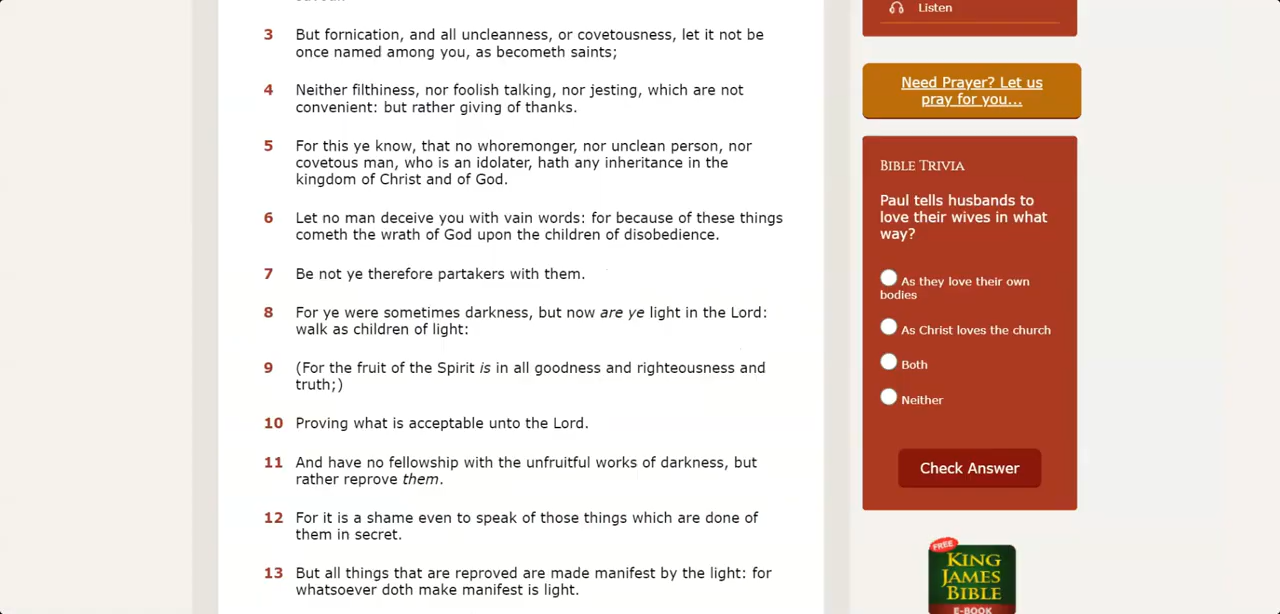 3 But fornication, and all uncleanness, or covetousness, let it not be
once named among you, as becometh saints;
4 Neither filthiness, nor foolish talking, nor jesting, which are not
convenient: but rather giving of thanks.
5 For this ye know, that no whoremonger, nor unclean person, nor
covetous man, who is an idolater, hath any inheritance in the
kingdom of Christ and of God.
6 Let no man deceive you with vain words: for because of these things
cometh the wrath of God upon the children of disobedience.
7 Be not ye therefore partakers with them.
8 For ye were sometimes darkness, but now are ye light in the Lord:
walk as children of light:
9 (For the fruit of the Spirit is in all goodness and righteousness and
truth;)
10 Proving what is acceptable unto the Lord.
11 And have no fellowship with the unfruitful works of darkness, but
rather reprove them.
12 For it is a shame even to speak of those things which are done of
them in secret.
13 But all things that are reproved are made manifest by the light: for
whatsoever doth make manifest is light.
Listen
Need Prayer? Let us
pray for you...
BIBLE TRIVIA
Paul tells husbands to
love their wives in what
way?
As they love their own
bodies
As Christ loves the church
Both
Neither
Check Answer
FREE
KING
JAMES
BIBLE
E-BOOK